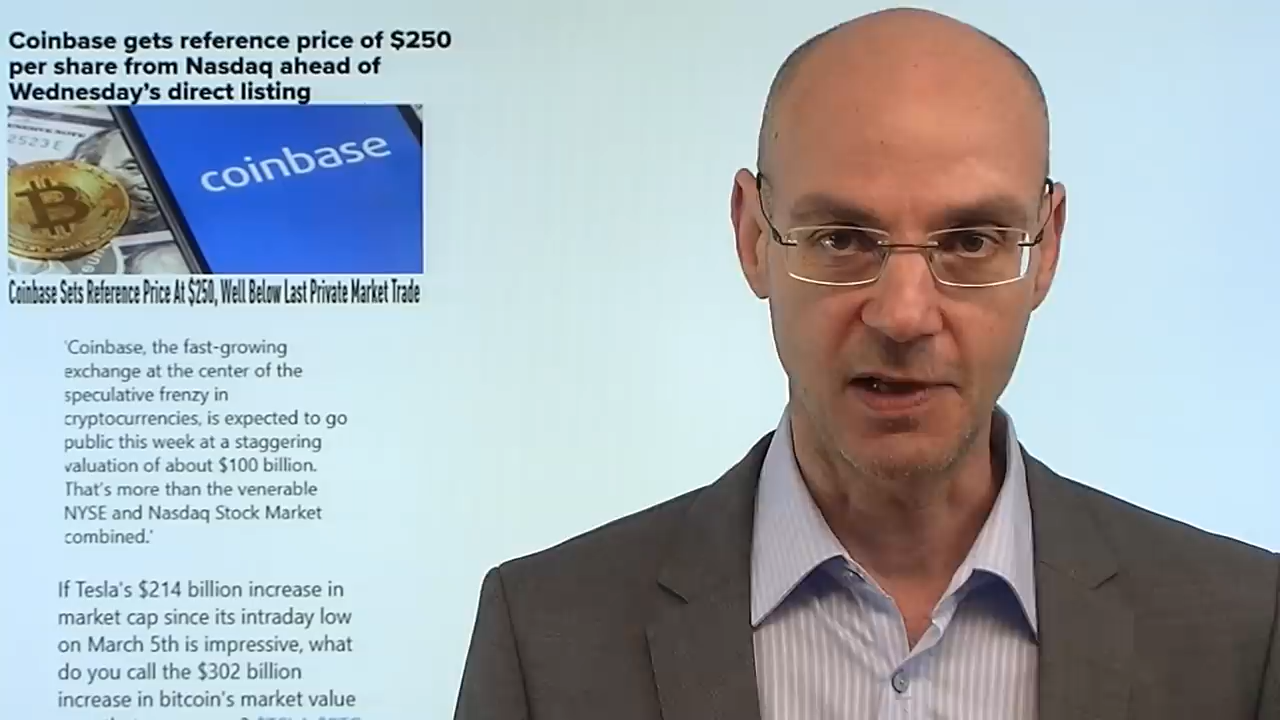 Coinbase gets reference price of $250
per share from Nasdaq ahead of
Wednesday's direct listing
2523E
coinbase
Coinbase Sets Reference Price At $250, Well Below Last Private Market Trade
'Coinbase, the fast-growing
exchange at the center of the
speculative frenzy in
cryptocurrencies, is expected to go
public this week at a staggering
valuation of about $100 billion.
That's more than the venerable
NYSE and Nasdaq Stock Market
combined.'
If Tesla's $214 billion increase in
market cap since its intraday low
on March 5th is impressive, what
do you call the $302 billion
increase in bitcoin's market value